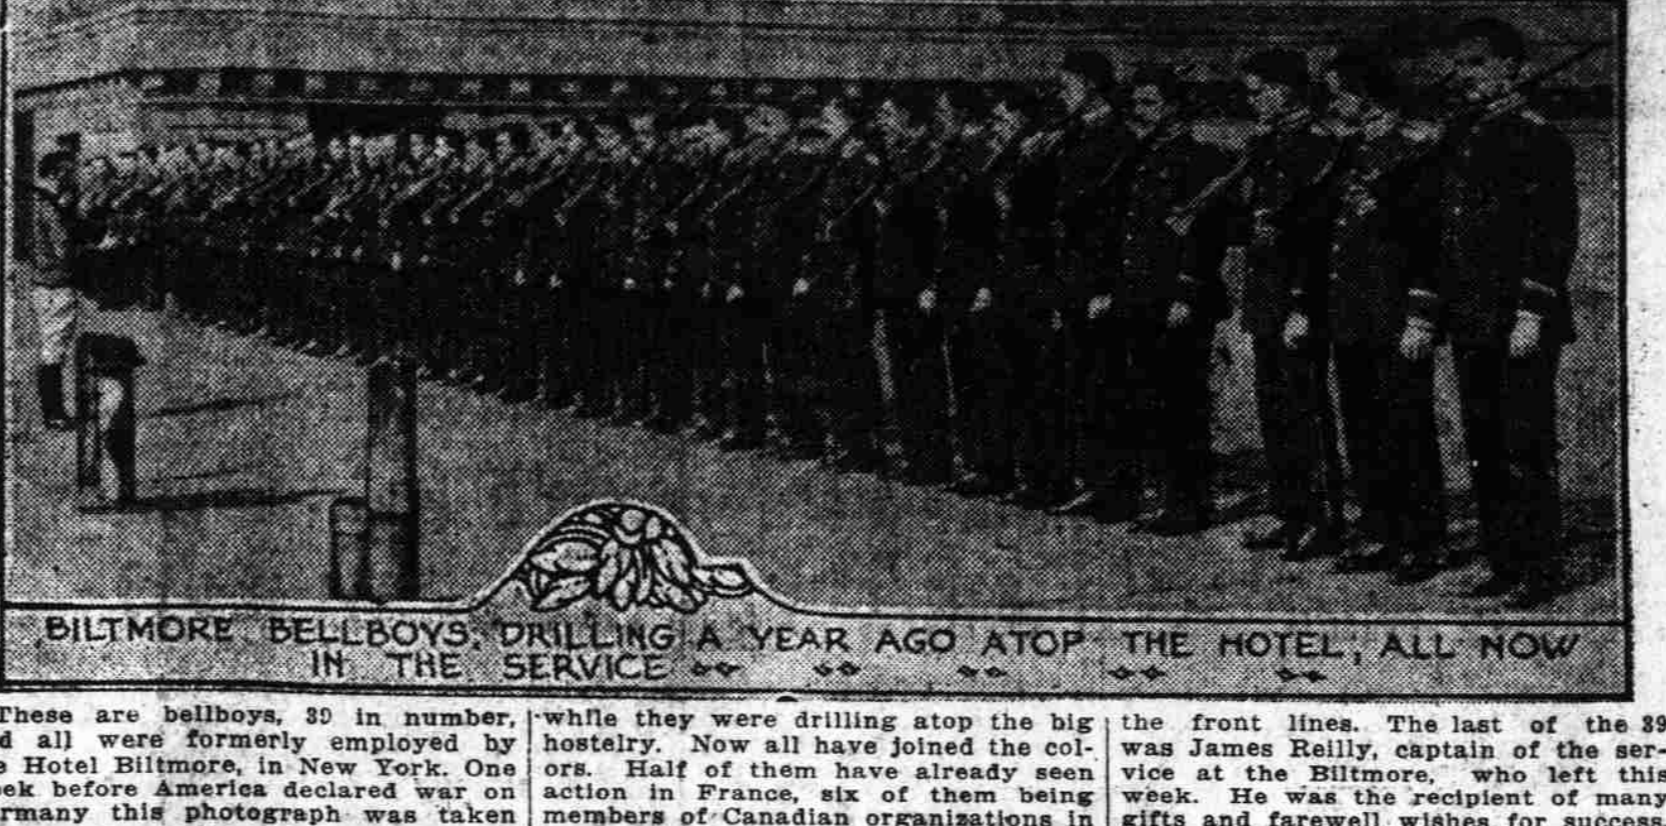 BILTMORE BELLBOYS, DRILLING A YEAR AGO ATOP THE HOTEL, ALL NOW
IN THE SERVICE
These are bellboys, 39 in number,
d all were formerly employed by
e Hotel Biltmore, in New York. One
ek before America declared war on
rmany this photograph was taken
while they were drilling atop the big
hostelry. Now all have joined the col-
ors. Half of them have already seen
action in France, six of them being
members of Canadian organizations in
the front lines. The last of the 39
was James Reilly, captain of the ser-
vice at the Biltmore, who left this
week. He was the recipient of many
gifts and farewell wishes for success.